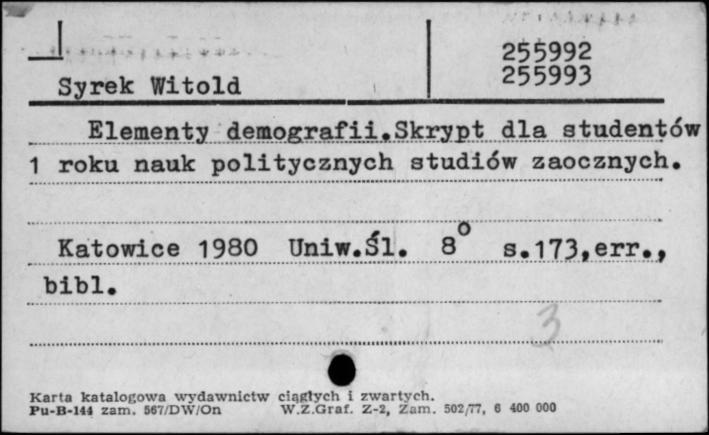 255992
Syrek Witold 255993
Elementy demografii.Skrypt dla studentów
1 roku nauk politycznych studiów zaocznych.
Katowice 1980 Uniw.Śl. 8° s.173,err.,
bibl.
3
Karta katalogowa wydawnictw ciągłych i zwartych.
Pu-B-144 zam. 567/DW/On W.Z.Graf. Z-2, Zam. 502/77, 6 400 000